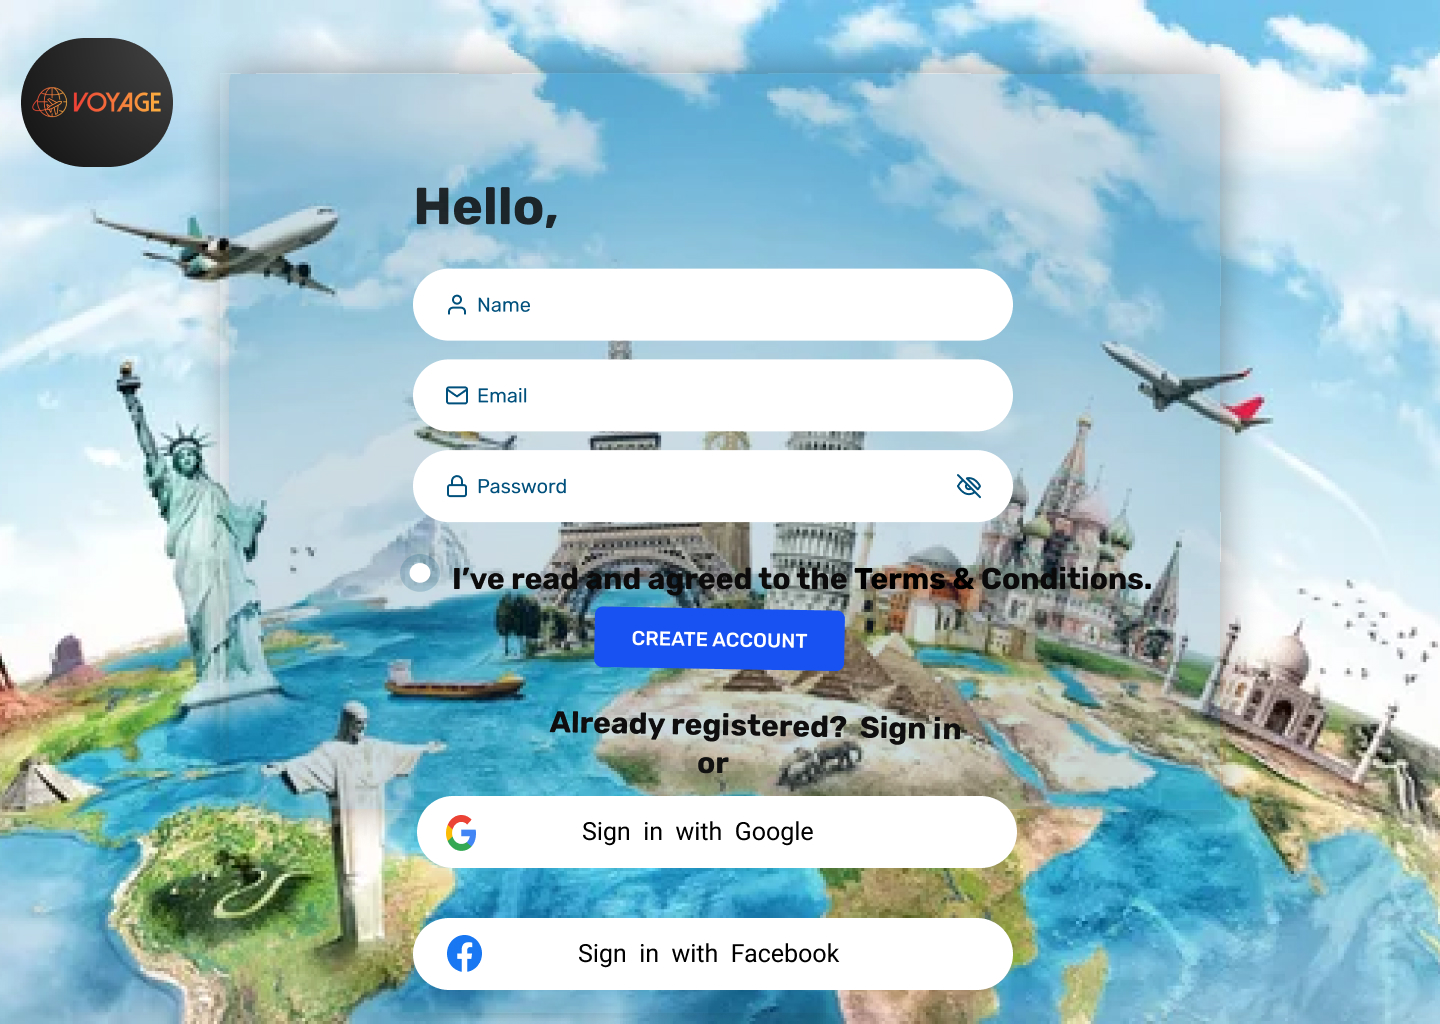 VOYAGE
Hello,
Name
Email
Password
I’ve read and agreed to the Terms & Conditions.
CREATE ACCOUNT
Already registered? Sign in
or
Sign in with Google
Sign in with Facebook